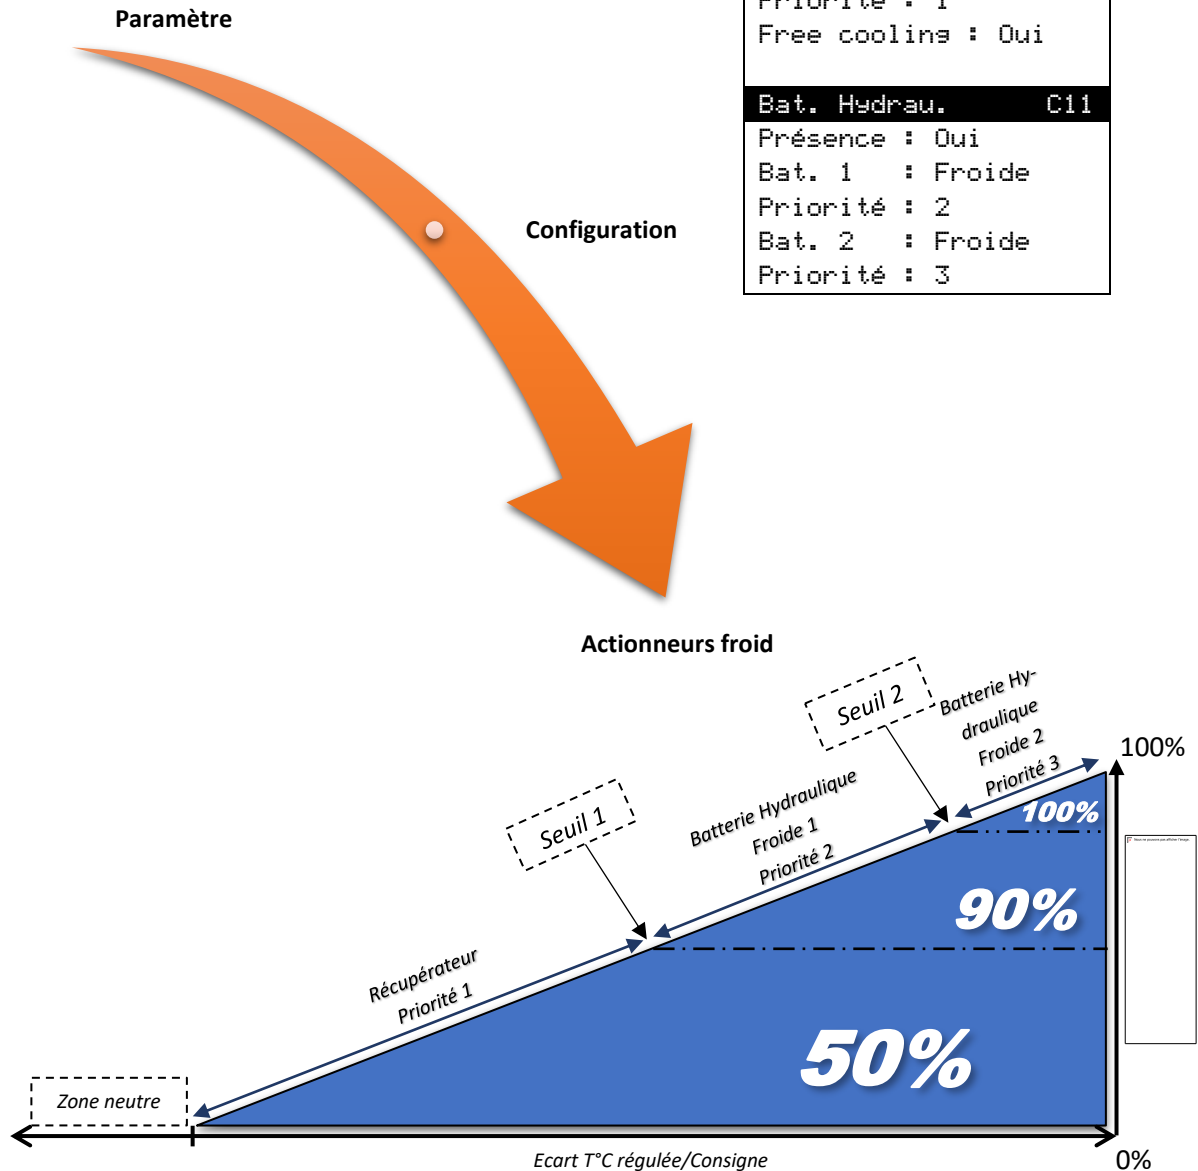 Paramètre
Priorité : 1
Free cooling : Oui
Bat. Hydrau. C11
Présence : Oui
Bat. 1 : Froide
Priorité : 2
Bat. 2 : Froide
Priorité : 3
Configuration
Actionneurs froid
Seuil 2
Batterie Hy-
draulique
Froide 2
Priorité 3
100%
100%
Seuil 1
Batterie Hydraulique
Froide 1
Priorité 2
90%
Récupérateur
Priorité 1
50%
Zone neutre
Ecart T°C régulée/Consigne
0%